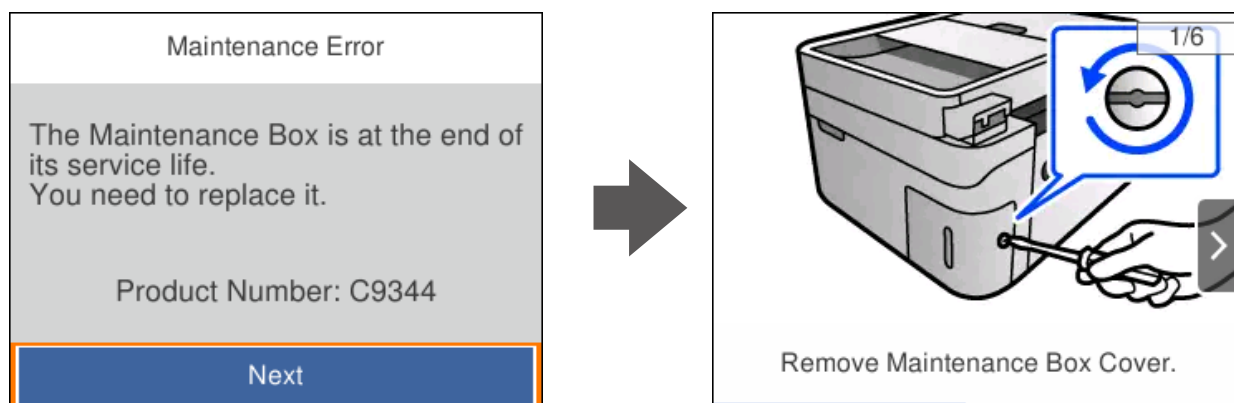 Maintenance Error
The Maintenance Box is at the end of
its service life.
You need to replace it.
Product Number: C9344
Next
1/6
Remove Maintenance Box Cover.